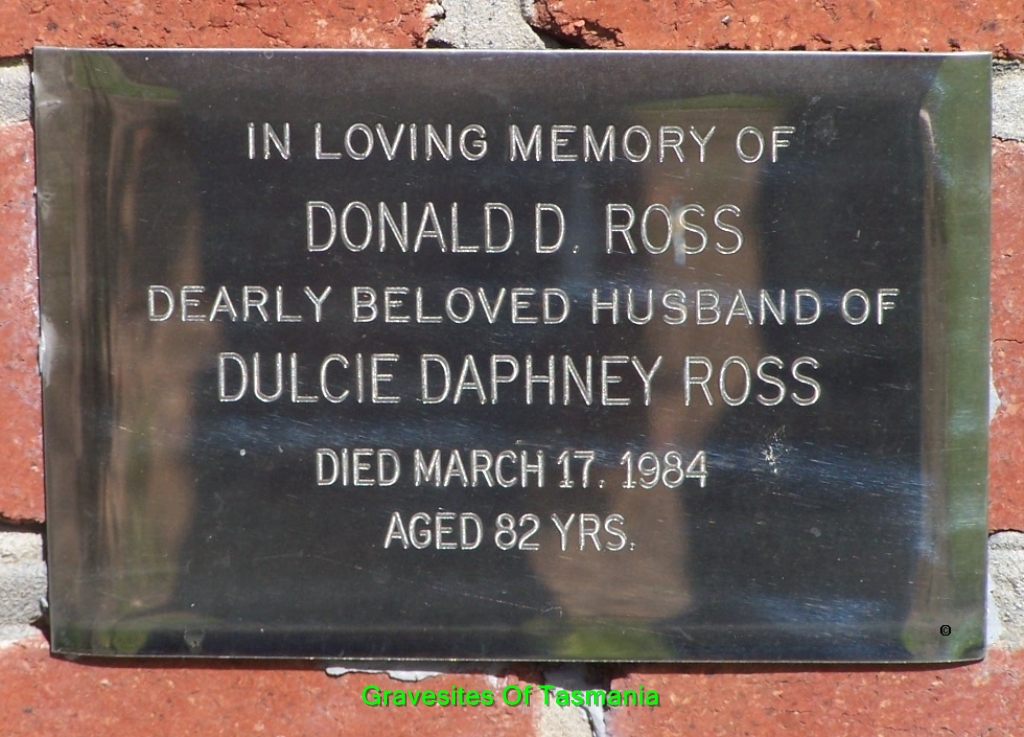 IN LOVING MEMORY OF
DONALD D. ROSS
DEARLY BELOVED HUSBAND OF
DULCIE DAPHNEY ROSS
DIED MARCH 17. 1984
AGED 82 YRS.
©
Gravesites Of Tasmania